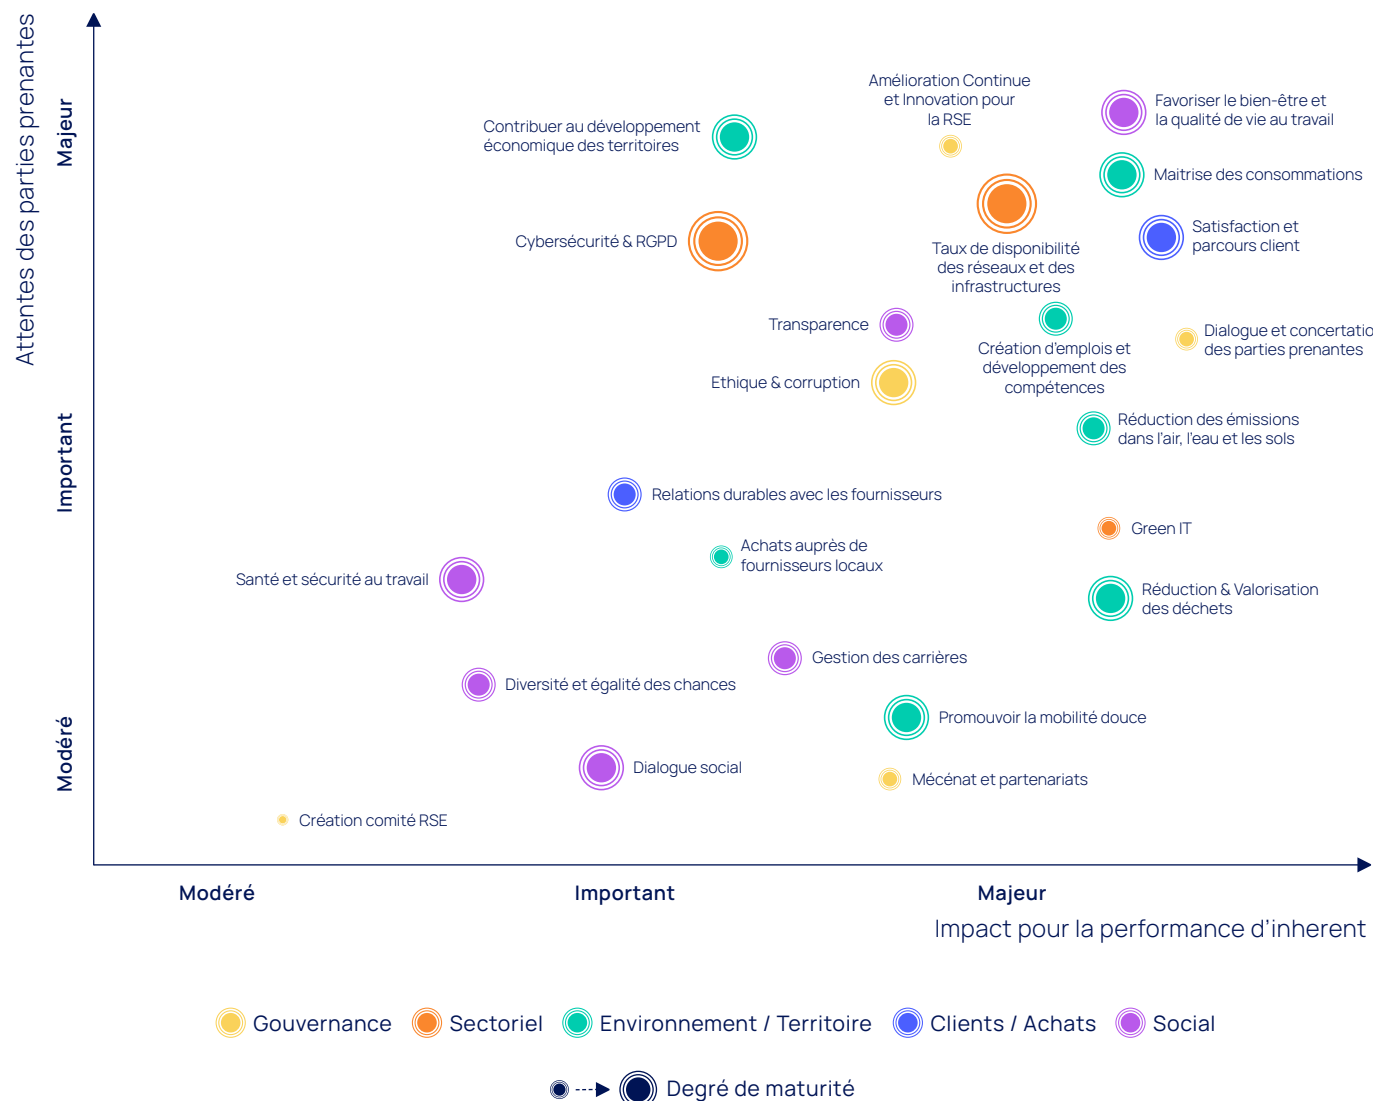 Attentes des parties prenantes
Majeur
Important
Modéré
Amélioration Continue
et Innovation pour
la RSE
Favoriser le bien-être et
la qualité de vie au travail
Contribuer au développement
économique des territoires
Maitrise des consommations
Satisfaction et
parcours client
Cybersécurité & RGPD
Taux de disponibilité
des réseaux et des
infrastructures
Transparence
Dialogue et concertatio
des parties prenantes
Création d'emplois et
développement des
compétences
Ethique & corruption
Réduction des émissions
dans l'air, l'eau et les sols
Relations durables avec les fournisseurs
Green IT
Achats auprès de
fournisseurs locaux
Santé et sécurité au travail
Réduction & Valorisation
des déchets
Gestion des carrières
Diversité et égalité des chances
Promouvoir la mobilité douce
Dialogue social
Mécénat et partenariats
Création comité RSE
Modéré
Important
Majeur
Impact pour la performance d'inherent
Gouvernance
Sectoriel
Environnement / Territoire
Clients / Achats
Social
Degré de maturité